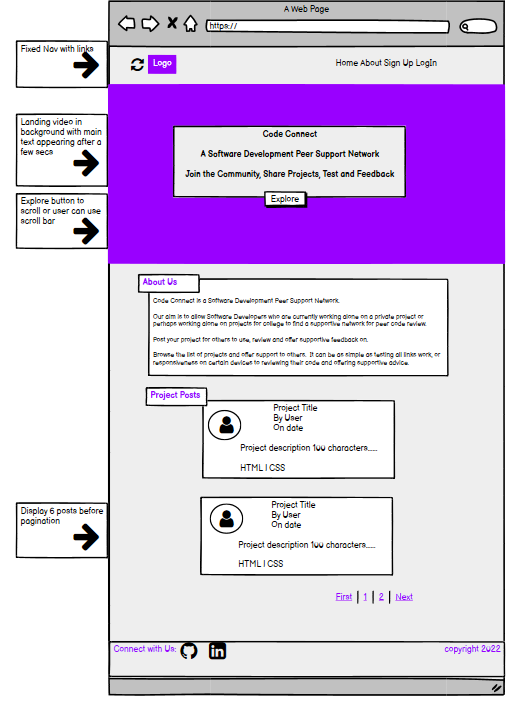 A Web Page
https://
Fixed Nav with links
Logo
Home About Sign Up LogIn
Landing video in
background with main
text appearing after a
few secs
Code Connect
A Software Development Peer Support Network
Join the Community, Share Projects, Test and Feedback
Explore
Explore button to
scroll or user can use
scroll bar
About Us
Code Connect is a Software Development Peer Support Network.
Our aim is to allow Software Developers who are currently working alone on a private project or
perhaps working alone on projects for college to find a supportive network for peer code review.
Post your project for others to use, review and offer supportive feedback on.
Browse the list of projects and offer support to others. It can be as simple as testing all links work, or
responsiveness on certain devices to reviewing their code and offering supportive advice.
Project Posts
Project Title
By User
On date
Project description 100 characters.....
HTML | CSS
Display 6 posts before
pagination
Project Title
By User
On date
Project description 100 characters.....
HTML | CSS
First | 1 | 2 | Next
Connect with Us: in
copyright 2022